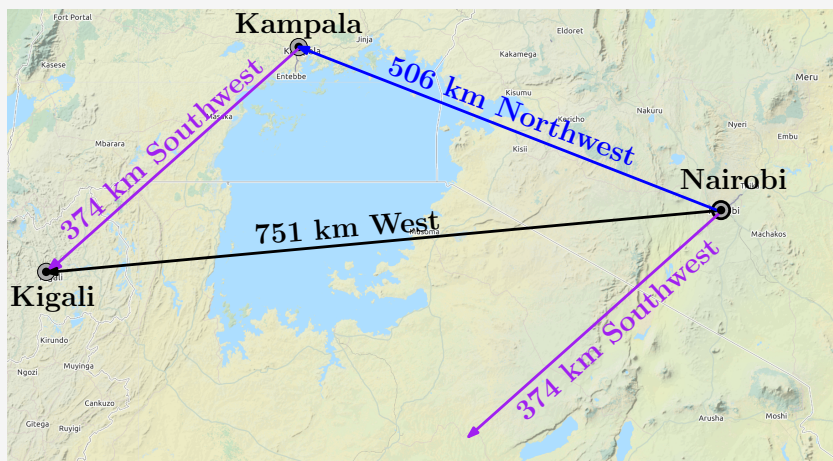 Kampala
Fort Portal
Jinja
Eldoret
Kasese
Kakamega
Entebbe
Meru
506 km Northwest
Kisumu
Nakuru
Kericho
Masaka
Nyeri
Embu
Mbarara
Kisii
374 km Southwest
Nairobi
751 km West
Musoma
Machakos
Kigali
374 km Southwest
Kirundo
Ngozi
Muyinga
Cankuzo
Gitega
Ruyigi
Arusha
Moshi